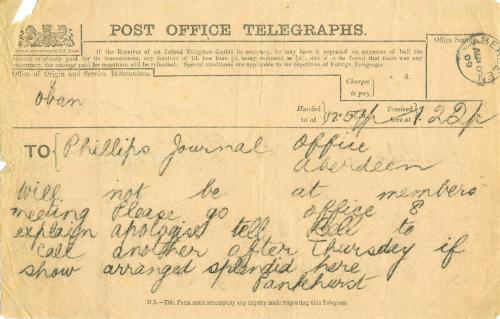 POST OFFICE TELEGRAPHS.
If the Receiver of an Inland Telegram doubts its accuracy, he may have it repeated on payment of half the
amount originally paid for its transmission, any fraction of 1d. less than ½d. being reckoned as ½d.; and if it be found that there was any
inaccuracy, the amount paid for repetition will be refunded. Special conditions are applicable to the repetition of Foreign Telegrams.
Office of Origin and Service Instructions.
Oban
Charges
to pay
s. d.
Handed
in at
12.57p
Received
here at
1.22p
TO
Phillips Journal Office
Aberdeen
Will not be at members
meeting Please go office &
explain apologise tell Keil to
call another after Thursday if
show arranged splendid here
Pankhurst
N.B.—This Form must accompany any inquiry made respecting this Telegram.